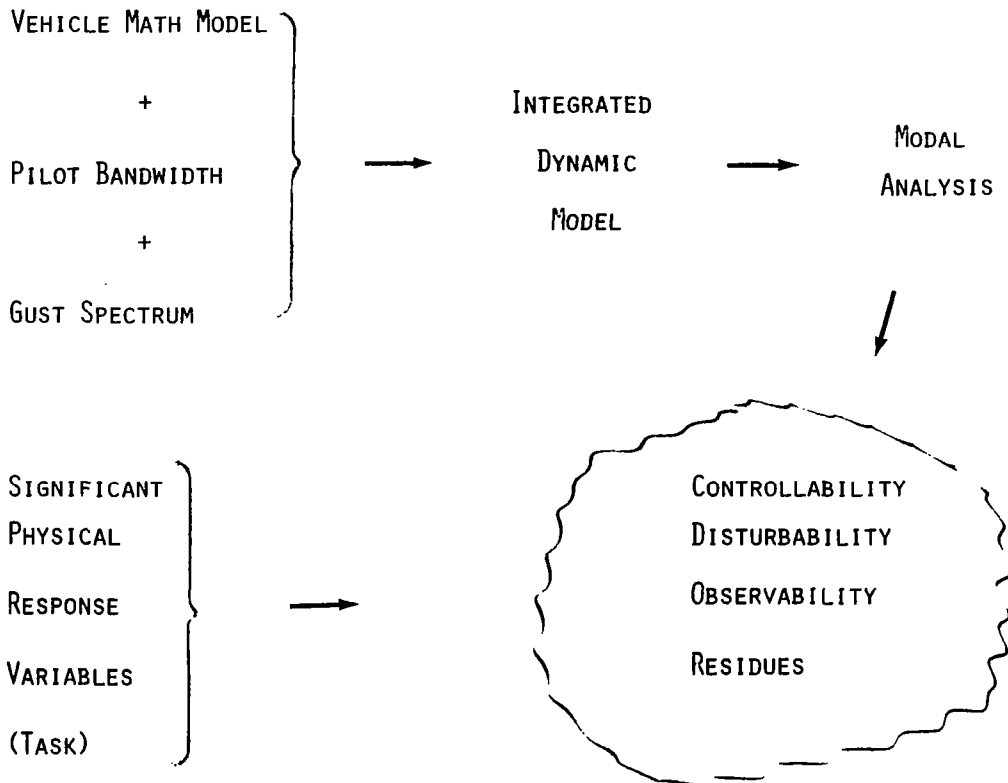 VEHICLE MATH MODEL
+
PILOT BANDWIDTH
+
GUST SPECTRUM
INTEGRATED
DYNAMIC
MODEL
MODAL
ANALYSIS
SIGNIFICANT
PHYSICAL
RESPONSE
VARIABLES
(TASK)
CONTROLLABILITY
DISTURBABILITY
OBSERVABILITY
RESIDUES